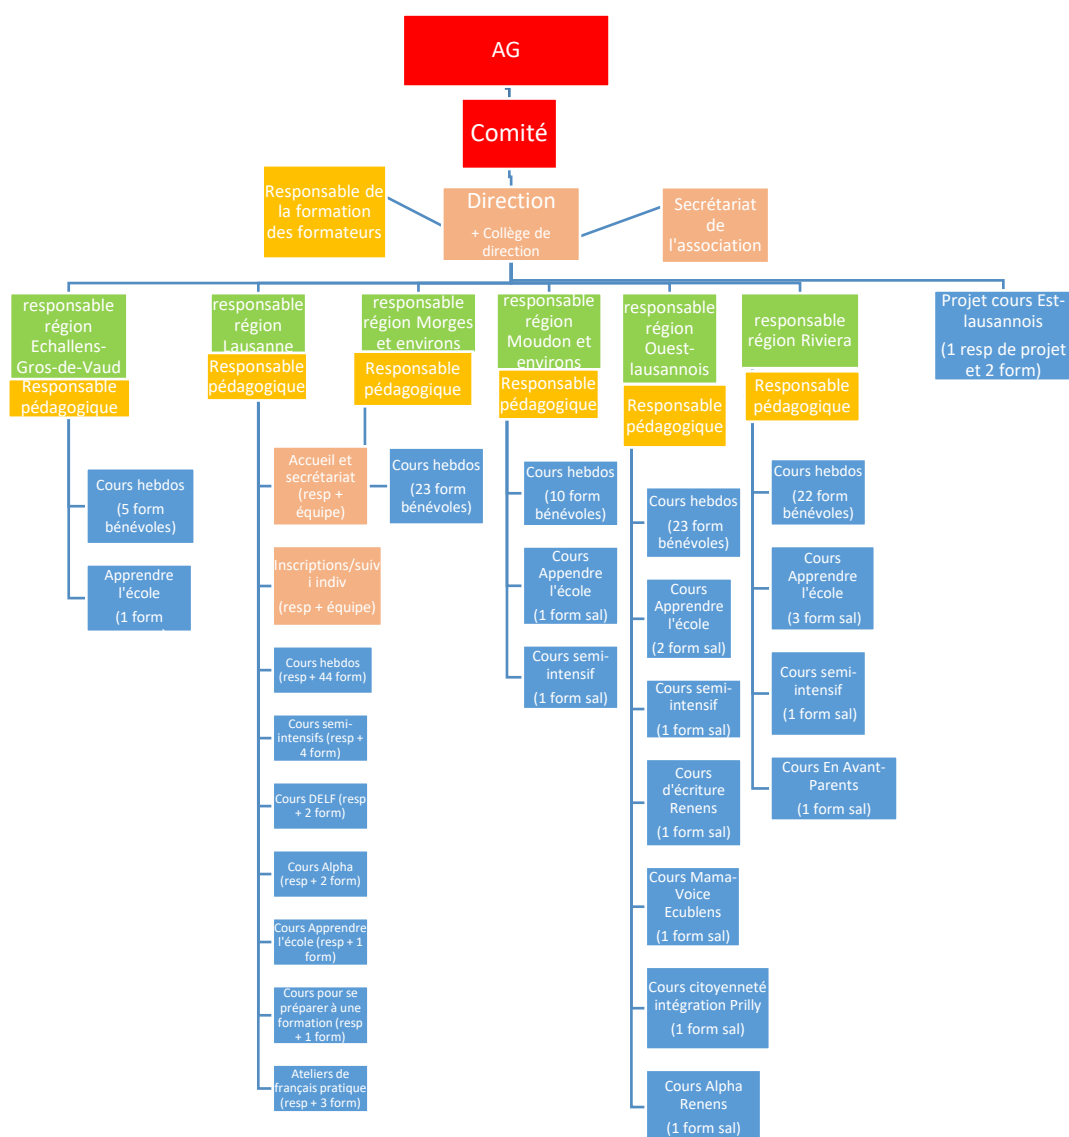 AG
Comité
Responsable de
la formation
des formateurs
Direction
+ Collège de
direction
Secrétariat
de
l'association
responsable
région
Echallens-
Gros-de-Vaud
Responsable
pédagogique
Cours hebdos
(5 form
bénévoles)
Apprendre
l'école
(1 form
responsable
région
Lausanne
Responsable
pédagogique
Accueil et
secrétariat
(resp +
équipe)
Inscriptions/suiv
i indiv
(resp + équipe)
Cours hebdos
(resp + 44 form)
Cours semi-
intensifs (resp +
4 form)
Cours DELF (resp
+ 2 form)
Cours Alpha
(resp + 2 form)
Cours Apprendre
l'école (resp + 1
form)
Cours pour se
préparer à une
formation (resp
+ 1 form)
Ateliers de
français pratique
(resp + 3 form)
responsable
région Morges
et environs
Responsable
pédagogique
Cours hebdos
(23 form
bénévoles)
responsable
région
Moudon et
environs
Responsable
pédagogique
Cours hebdos
(10 form
bénévoles)
Cours
Appendre
l'école
(1 form sal)
Cours semi-
intensif
(1 form sal)
responsable
région
Ouest-
lausannois
Responsable
pédagogique
Cours hebdos
(23 form
bénévoles)
Cours
Apprendre
l'école
(2 form sal)
Cours semi-
intensif
(1 form sal)
Cours
d'écriture
Renens
(1 form sal)
Cours Mama-
Voice
Ecublens
(1 form sal)
Cours citoyenneté
intégration Prilly
(1 form sal)
Cours Alpha
Renens
(1 form sal)
responsable
région Riviera
Responsable
pédagogique
Cours hebdos
(22 form
bénévoles)
Cours
Apprendre
l'école
(3 form sal)
Cours semi-
intensif
(1 form sal)
Cours En Avant-
Parents
(1 form sal)
Projet cours Est-
lausannois
(1 resp de projet
et 2 form)